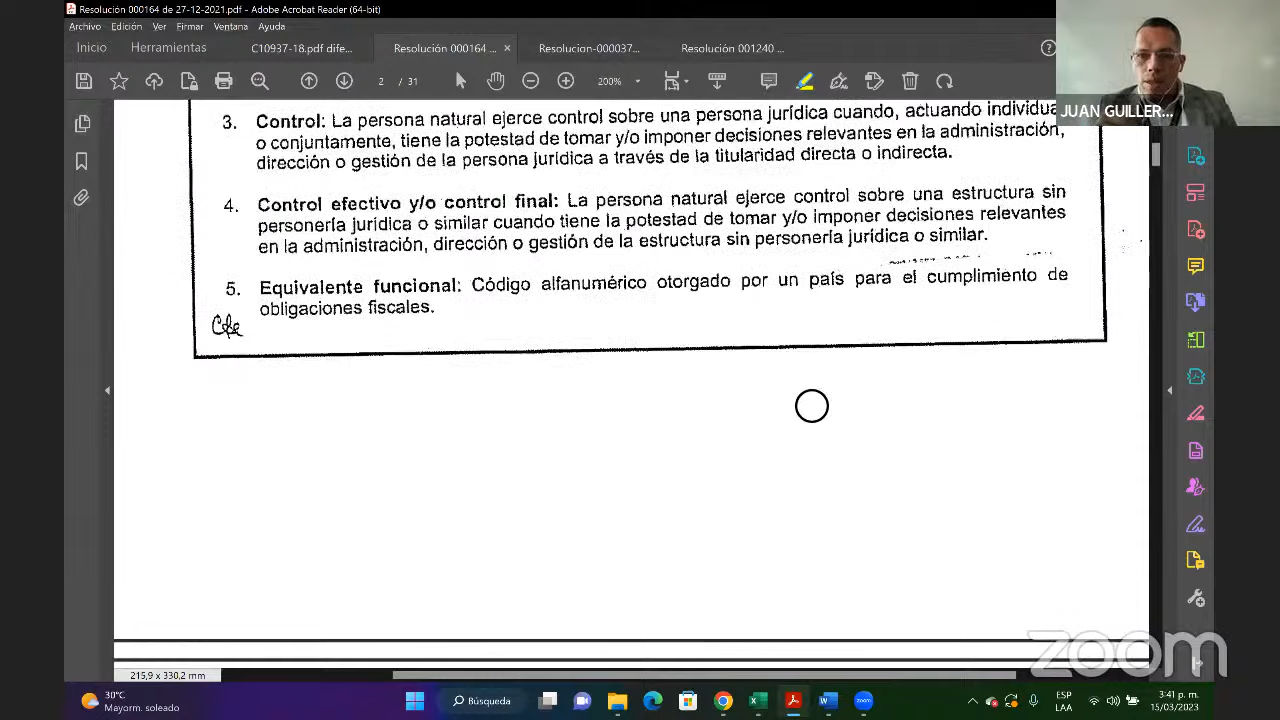 Resolución 000164 de 27-12-2021.pdf - Adobe Acrobat Reader (64-bit)
Archivo Edición Ver Firmar Ventana Ayuda
Inicio Herramientas C10937-18.pdf dife... Resolución 000164 ... × Resolucion-000037... Resolución 001240 ...
2 / 31 200%
JUAN GUILLER...
3. Control: La persona natural ejerce control sobre una persona jurídica cuando, actuando individual
o conjuntamente, tiene la potestad de tomar y/o imponer decisiones relevantes en la administración,
dirección o gestión de la persona jurídica a través de la titularidad directa o indirecta.
4. Control efectivo y/o control final: La persona natural ejerce control sobre una estructura sin
personería jurídica o similar cuando tiene la potestad de tomar y/o imponer decisiones relevantes
en la administración, dirección o gestión de la estructura sin personería jurídica o similar.
5. Equivalente funcional: Código alfanumérico otorgado por un país para el cumplimiento de
obligaciones fiscales.
zoom
215,9 x 330,2 mm
30°C
Mayorm. soleado
Búsqueda
ESP
LAA
3:41 p. m.
15/03/2023